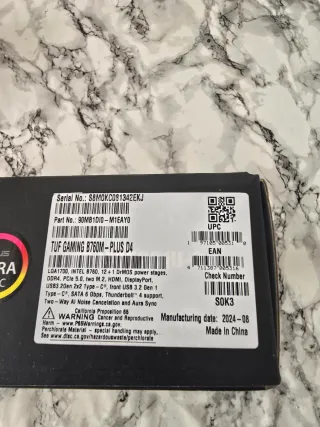 Serial No.: S8M0KC081342EKJ
Part No.: 90MB1DI0-M1EAY0
UPC
EAN
TUF GAMING B760M-PLUS D4
LGA1700, INTEL B760, 12 + 1 DrMOS power stages,
DDR4, PCIe 5.0, two M.2, HDMI, DisplayPort,
USB3.2Gen 2x2 Type - C®, front USB 3.2 Gen 1
Type - C®, SATA 6 Gbps, Thunderbolt™ 4 support,
Two - Way AI Noise Cancelation and Aura Sync
Check Number
S0K3
California Proposition 65
WARNING Cancer and Reproductive
Harm - www.P65Warnings.ca.gov.
Perchlorate Material - special handling may apply,
See www.dtsc.ca.gov/hazardouswaste/perchlorate
Manufacturing date: 2024-08
Made in China
RA
C